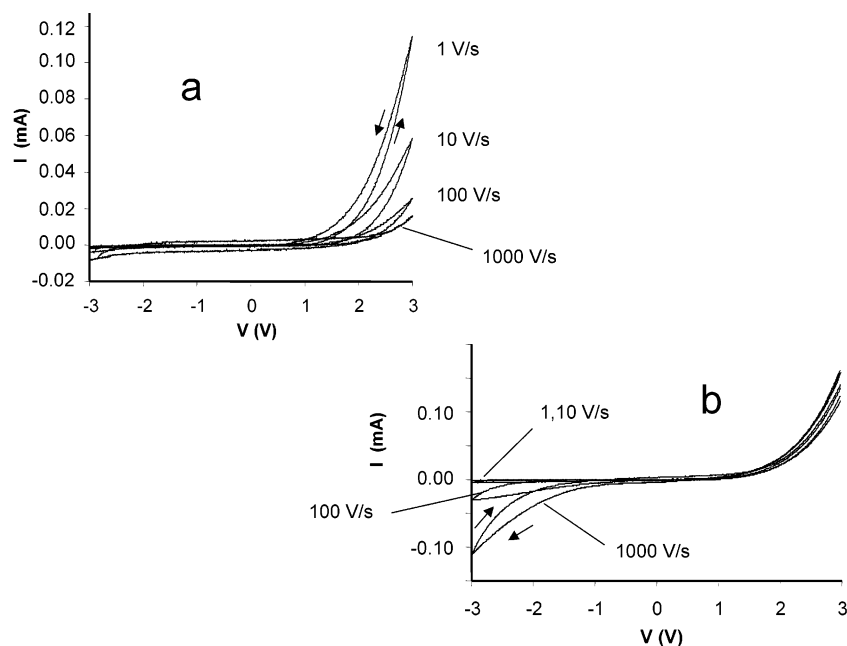 0.12
0.10
0.08
0.06
0.04
0.02
0.00
-0.02
I (mA)
a
1 V/s
10 V/s
100 V/s
1000 V/s
-3 -2 -1 0 1 2 3
V (V)
b
0.10
0.00
-0.10
I (mA)
1,10 V/s
100 V/s
1000 V/s
-3 -2 -1 0 1 2 3
V (V)